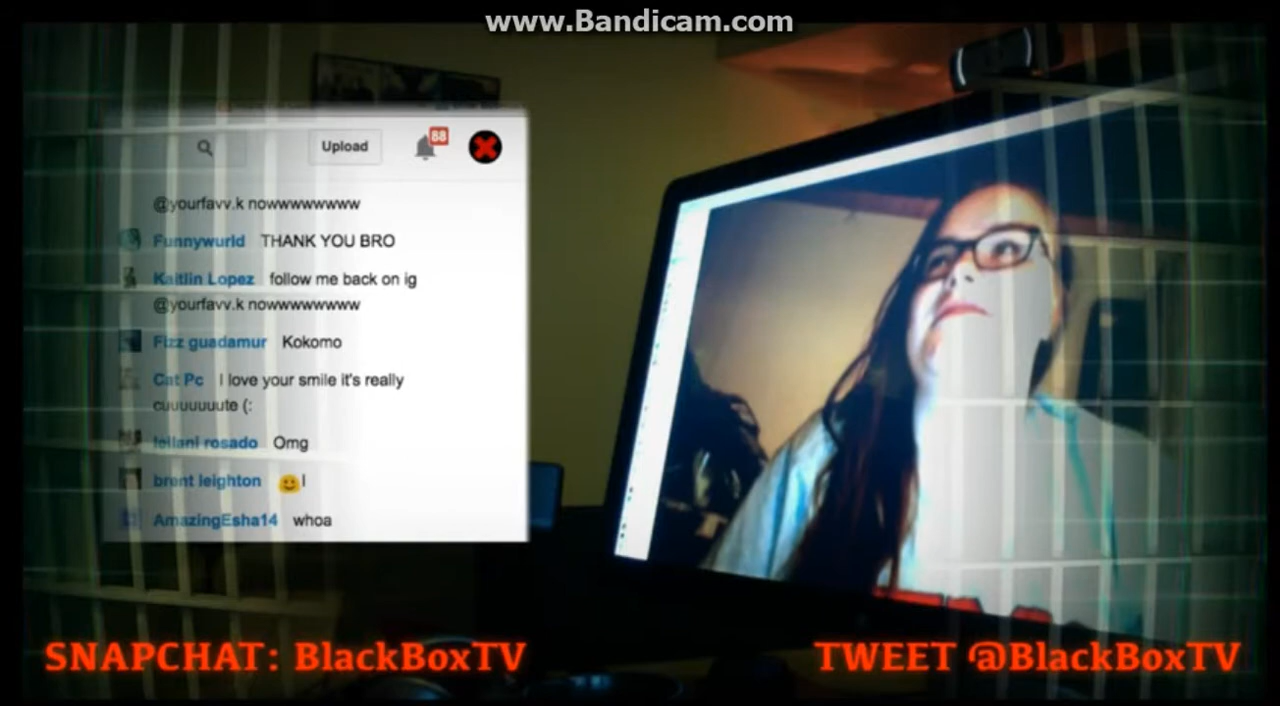 www.Bandicam.com
Upload
88
@yourfavv.k nowwwwwwww
Funnywurld THANK YOU BRO
Kaitlin Lopez follow me back on ig
@yourfavv.k nowwwwwwww
Fizz guadamur Kokomo
Cat Pc I love your smile it's really
cuuuuuuute (:
leilani rosado Omg
brent leighton 😃l
AmazingEsha14 whoa
SNAPCHAT: BlackBoxTV
TWEET @BlackBoxTV